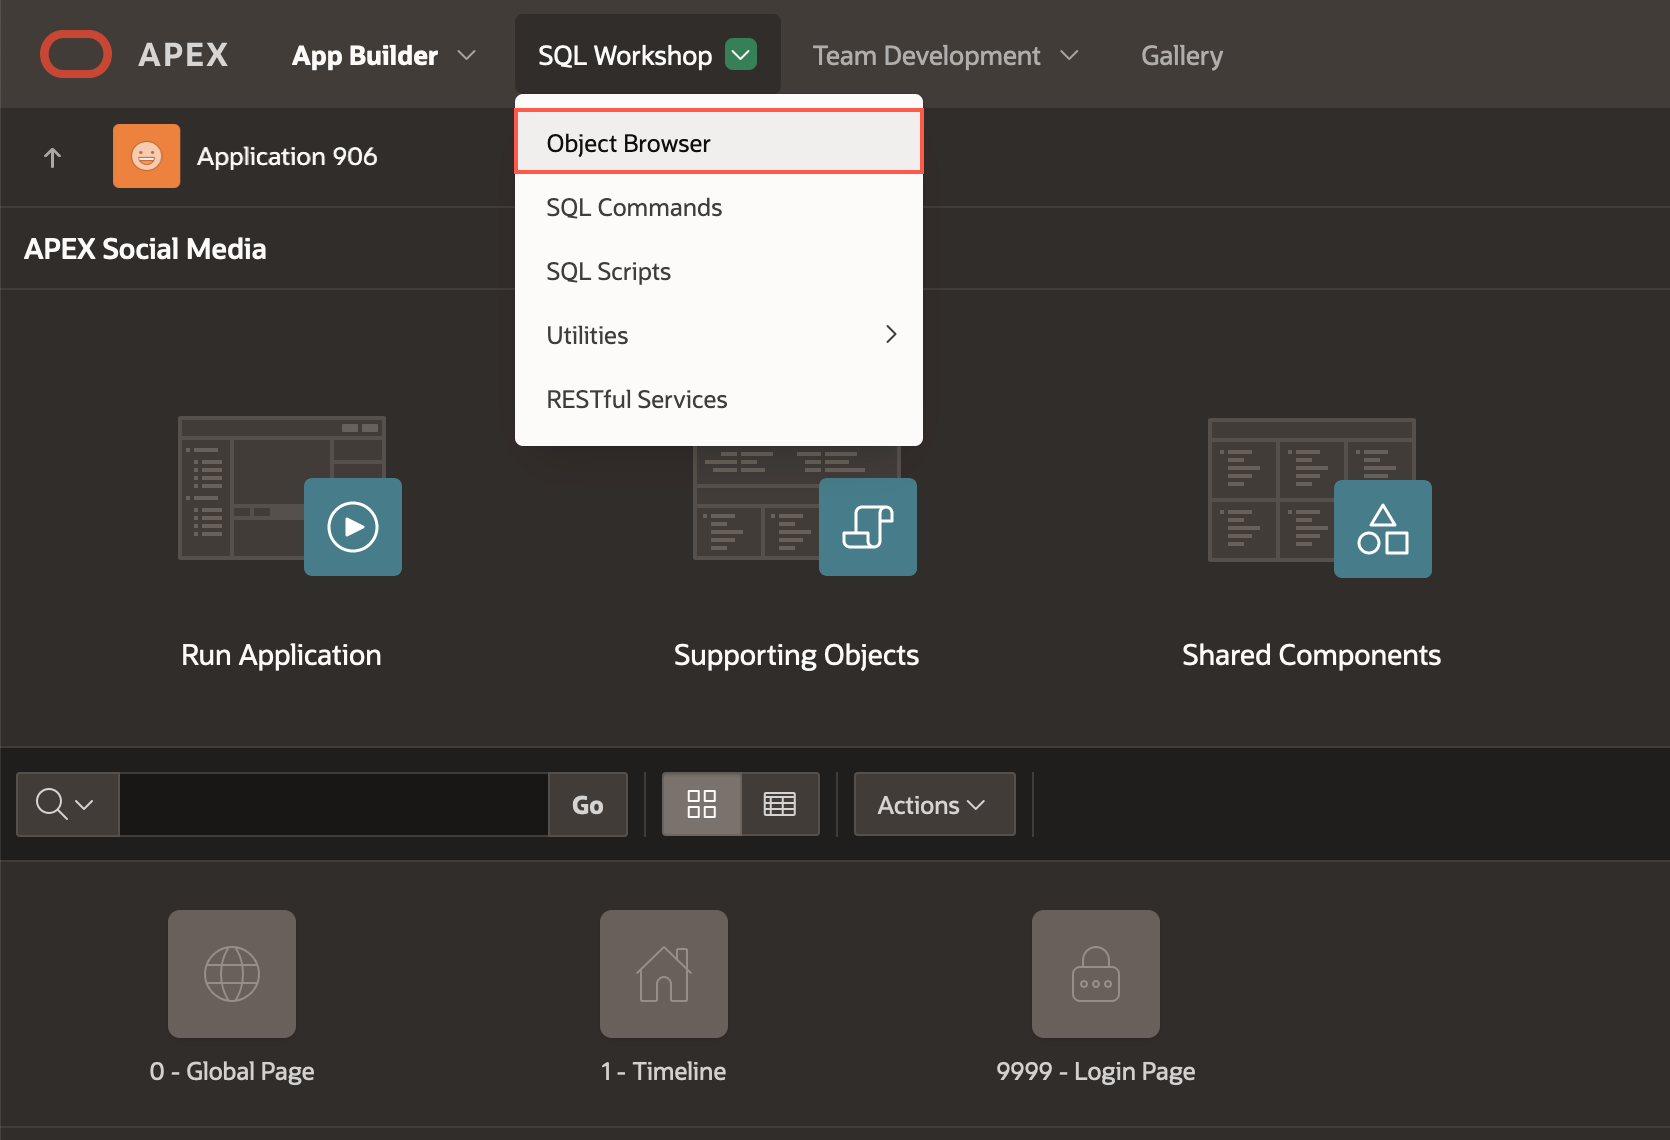 APEX App Builder SQL Workshop Team Development Gallery
Object Browser
Application 906
SQL Commands
APEX Social Media
SQL Scripts
Utilities
RESTful Services
Run Application Supporting Objects Shared Components
Go Actions
0 - Global Page 1 - Timeline 9999 - Login Page